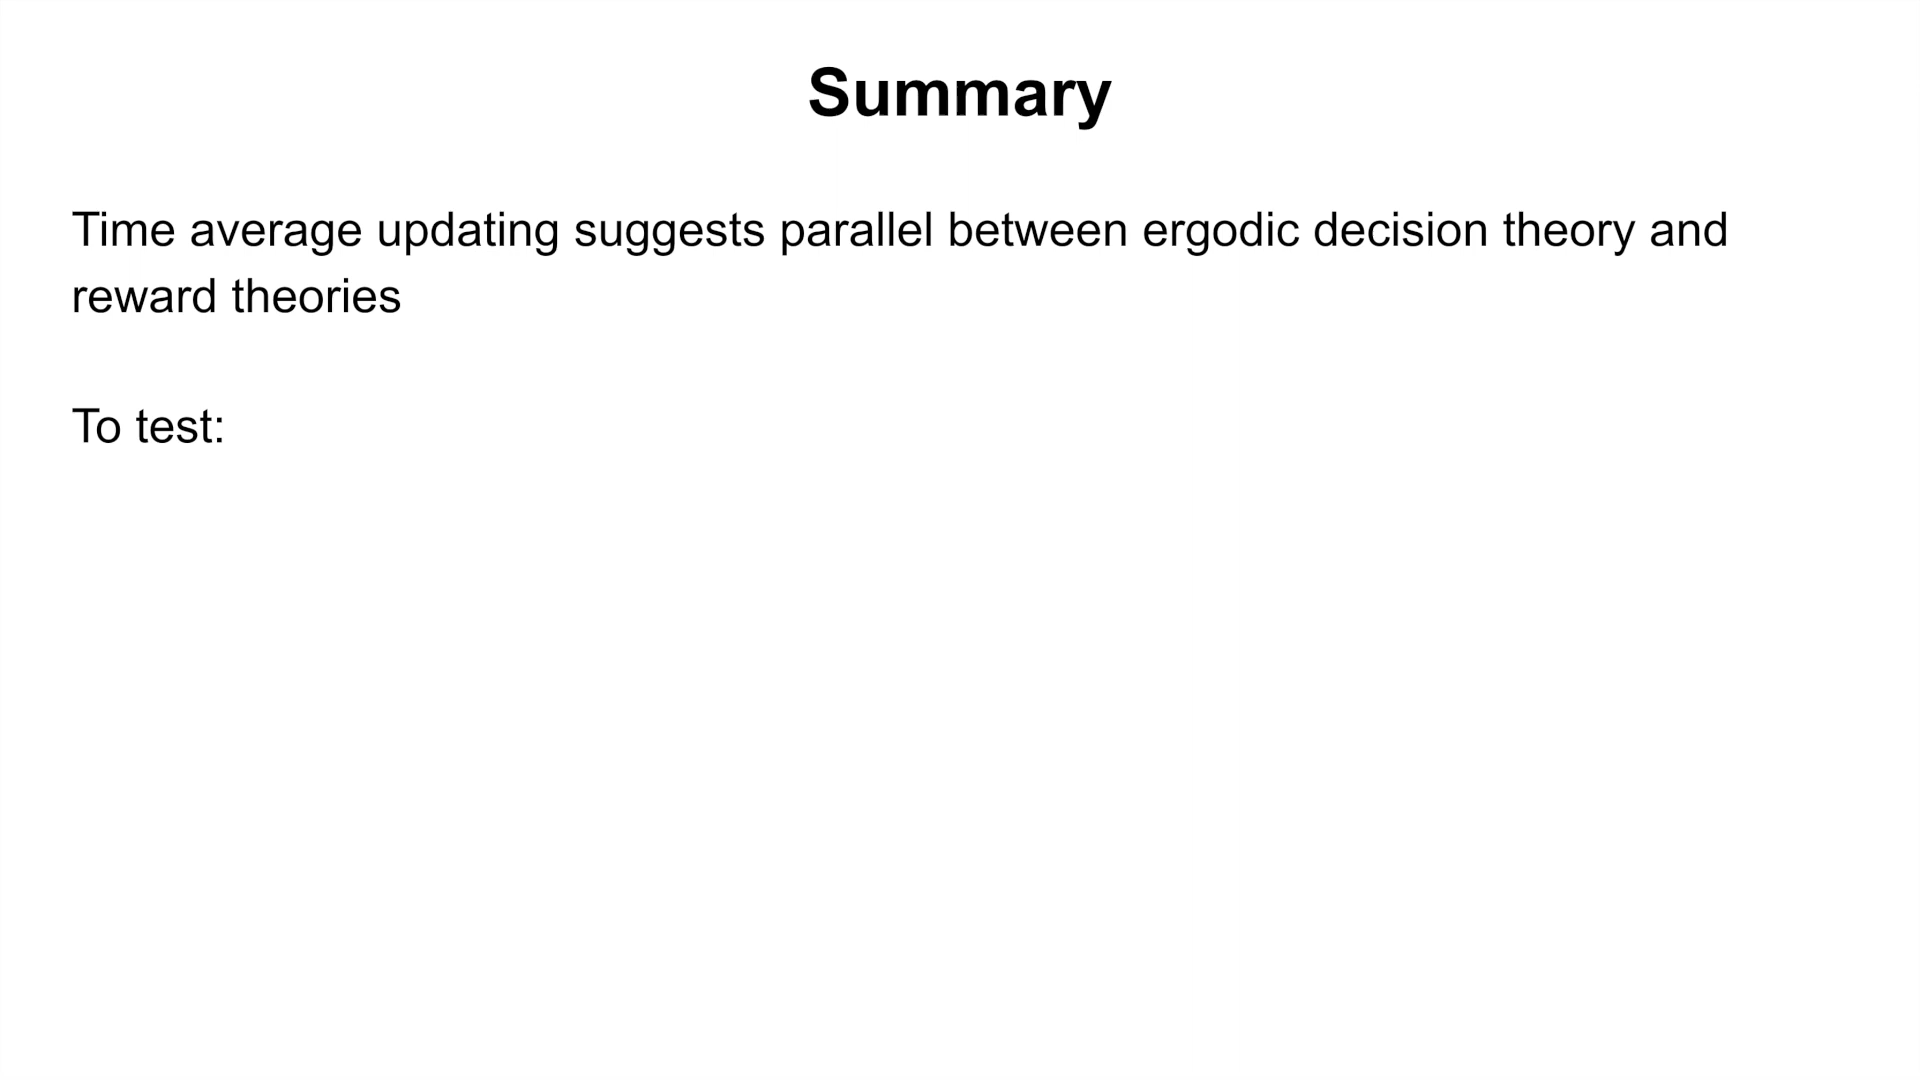 Summary
Time average updating suggests parallel between ergodic decision theory and
reward theories
To test: